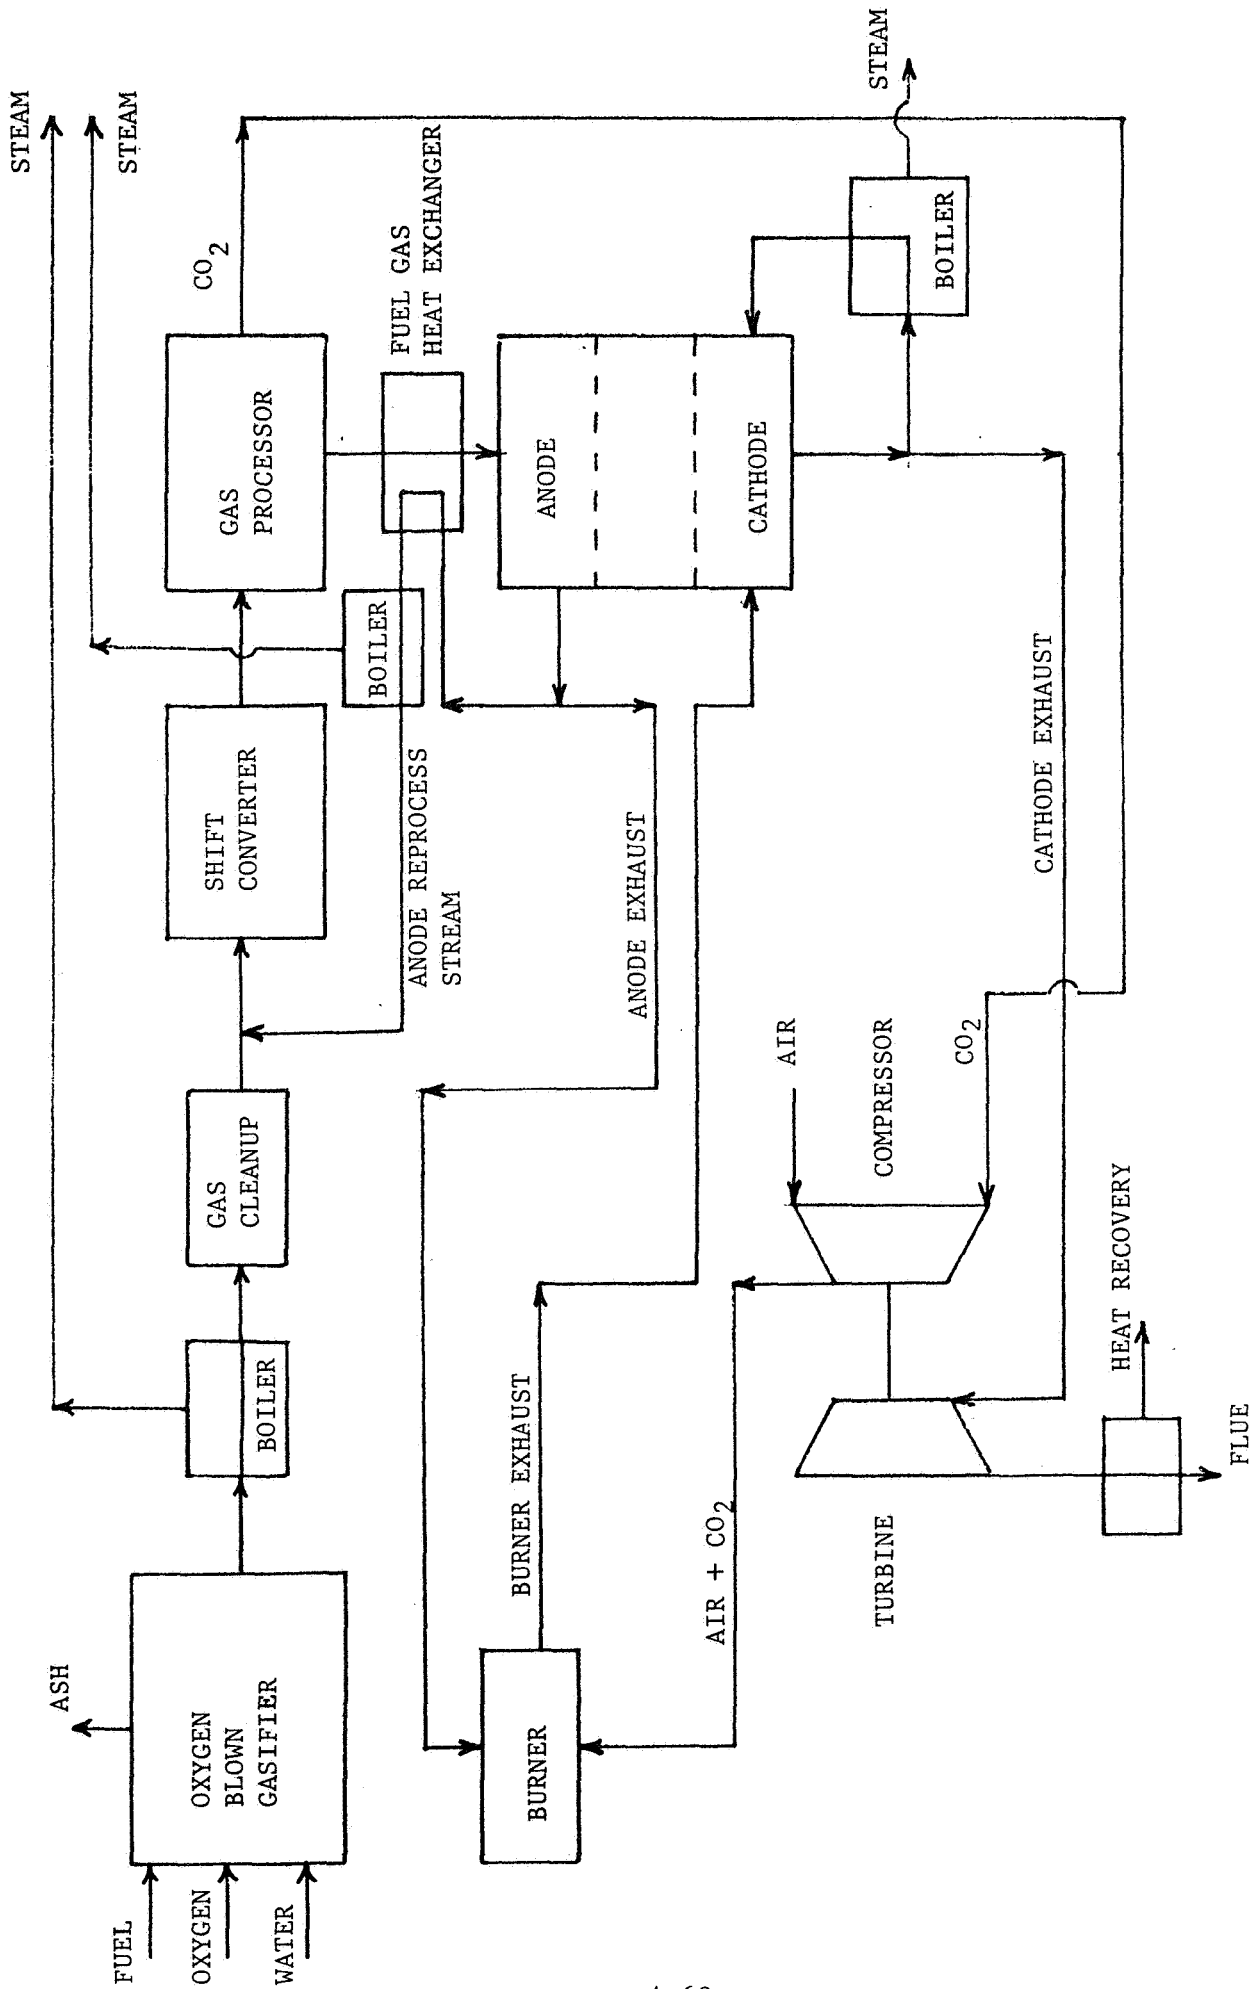 STEAM
STEAM
CO2
FUEL GAS
HEAT EXCHANGER
STEAM
GAS
PROCESSOR
ANODE
CATHODE
BOILER
BOILER
SHIFT
CONVERTER
ANODE REPROCESS
STREAM
ANODE EXHAUST
CATHODE EXHAUST
GAS
CLEANUP
AIR
COMPRESSOR
CO2
BOILER
BURNER EXHAUST
AIR + CO2
TURBINE
HEAT RECOVERY
FLUE
ASH
OXYGEN
BLOWN
GASIFIER
BURNER
FUEL
OXYGEN
WATER